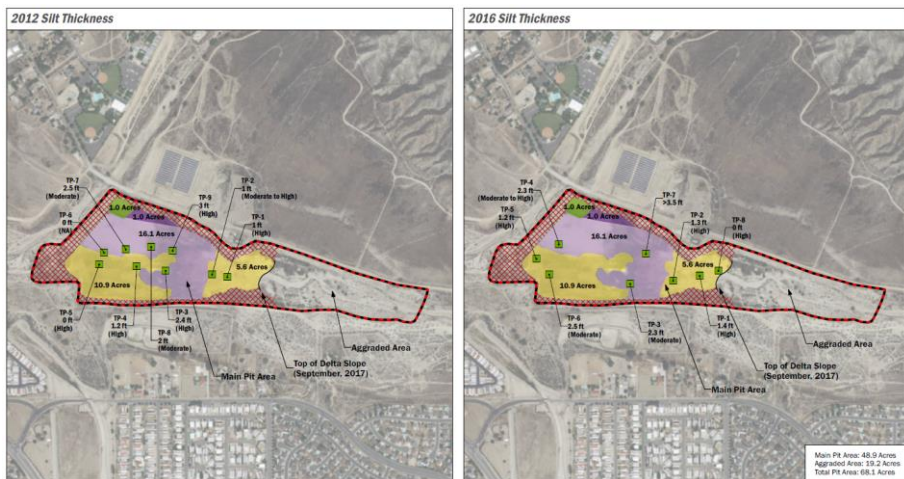 2012 Silt Thickness
TP-7
2.5 ft
(Moderate)
TP-2
1 ft
(Moderate to High)
TP-5
3 ft
(High)
TP-6
0 ft
(NA)
TP-1
1 ft
(High)
1.0 Acres
1.0 Acres
16.1 Acres
5.6 Acres
10.9 Acres
TP-5
0 ft
(High)
TP-4
1.2 ft
(High)
TP-8
2 ft
(Moderate)
TP-3
2.4 ft
(High)
Main Pit Area
Aggraded Area
Top of Delta Slope
(September, 2017)
2016 Silt Thickness
TP-4
2.3 ft
(Moderate to High)
TP-5
1.2 ft
(High)
TP-7
>3.5 ft
TP-2
1.3 ft
(High)
TP-8
0 ft
(High)
1.0 Acres
1.0 Acres
16.1 Acres
5.6 Acres
10.9 Acres
TP-6
2.5 ft
(Moderate)
TP-3
2.3 ft
(Moderate)
TP-1
1.4 ft
(High)
Aggraded Area
Top of Delta Slope
(September, 2017)
Main Pit Area
Main Pit Area: 48.9 Acres
Aggraded Area: 19.2 Acres
Total Pit Area: 68.1 Acres